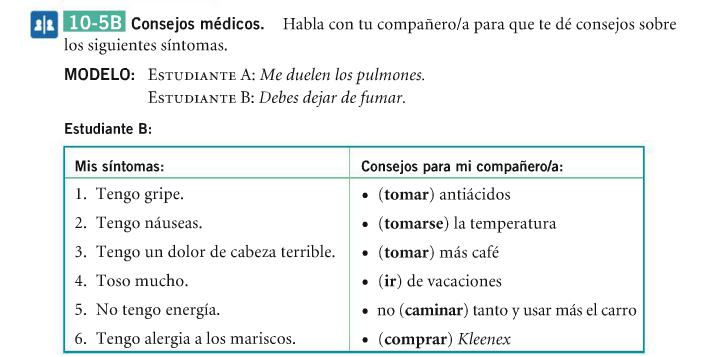 10-5B Consejos médicos. Habla con tu compañero/a para que te dé consejos sobre
los siguientes síntomas.
MODELO: ESTUDIANTE A: Me duelen los pulmones.
ESTUDIANTE B: Debes dejar de fumar.
Estudiante B:
Mis síntomas: Consejos para mi compañero/a:
1. Tengo gripe. • (tomar) antiácidos
2. Tengo náuseas. • (tomarse) la temperatura
3. Tengo un dolor de cabeza terrible. • (tomar) más café
4. Toso mucho. • (ir) de vacaciones
5. No tengo energía. • no (caminar) tanto y usar más el carro
6. Tengo alergia a los mariscos. • (comprar) Kleenex